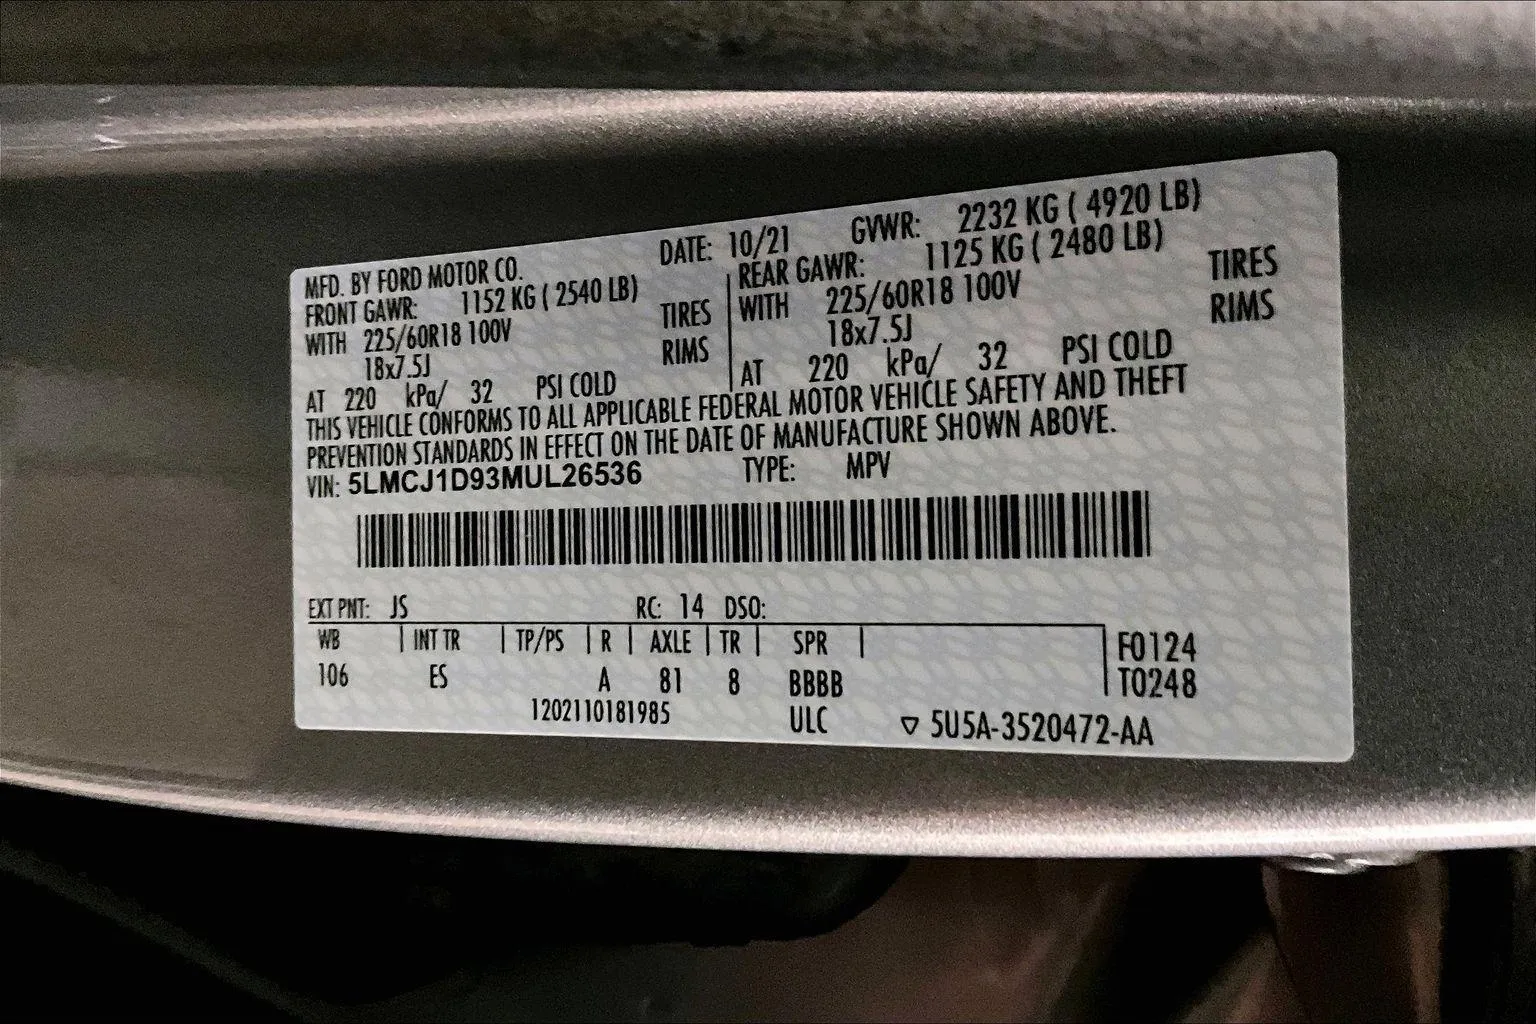 MFD. BY FORD MOTOR CO. DATE: 10/21 GVWR: 2232 KG ( 4920 LB)
FRONT GAWR: 1152 KG ( 2540 LB)
WITH 225/60R18 100V TIRES
18x7.5J RIMS
AT 220 kPa/ 32 PSI COLD
REAR GAWR: 1125 KG ( 2480 LB)
WITH 225/60R18 100V TIRES
18x7.5J RIMS
AT 220 kPa/ 32 PSI COLD
THIS VEHICLE CONFORMS TO ALL APPLICABLE FEDERAL MOTOR VEHICLE SAFETY AND THEFT
PREVENTION STANDARDS IN EFFECT ON THE DATE OF MANUFACTURE SHOWN ABOVE.
VIN: 5LMCJ1D93MUL26536 TYPE: MPV
EXT PNT: JS RC: 14 DSO:
WB INT TR TP/PS R AXLE TR SPR F0124
106 ES A 81 8 BBBB T0248
1202110181985 ULC 5U5A-3520472-AA